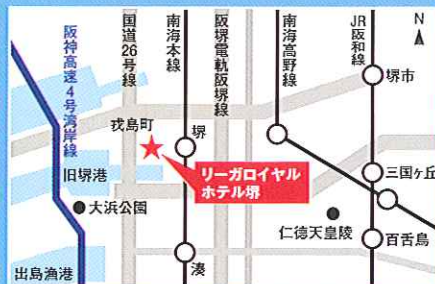 阪神高速4号湾岸線
国道26号線
南海本線
阪堺電軌阪堺線
南海高野線
JR阪和線
N
堺市
戎島町
堺
リーガロイヤル
ホテル堺
三国ヶ丘
旧堺港
大浜公園
仁徳天皇陵
百舌鳥
湊
出島漁港